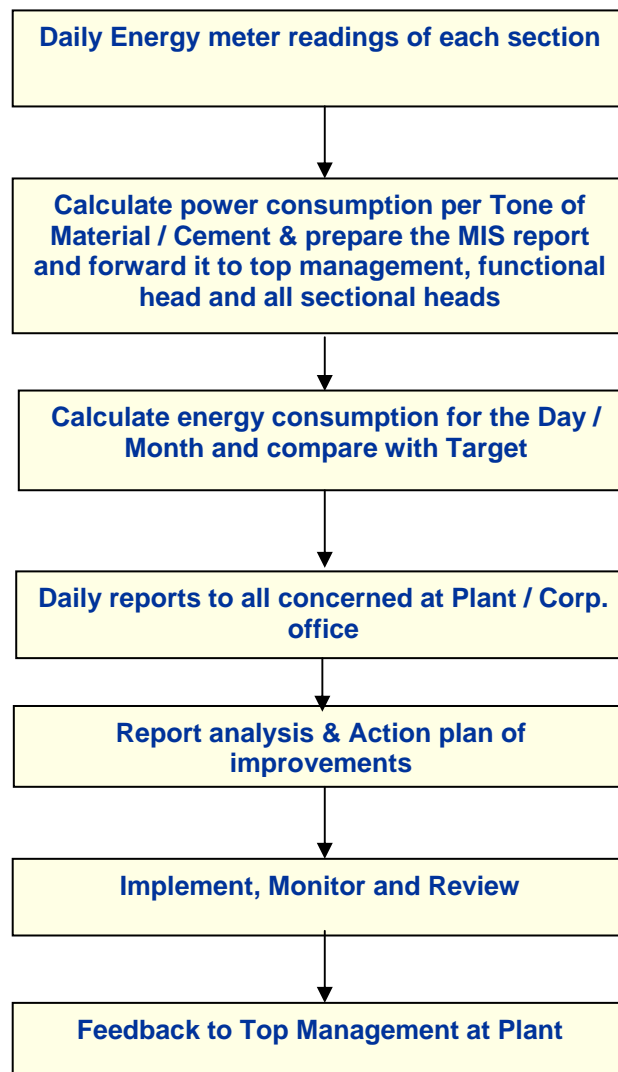 Daily Energy meter readings of each section
Calculate power consumption per Tone of
Material / Cement & prepare the MIS report
and forward it to top management, functional
head and all sectional heads
Calculate energy consumption for the Day /
Month and compare with Target
Daily reports to all concerned at Plant / Corp.
office
Report analysis & Action plan of
improvements
Implement, Monitor and Review
Feedback to Top Management at Plant